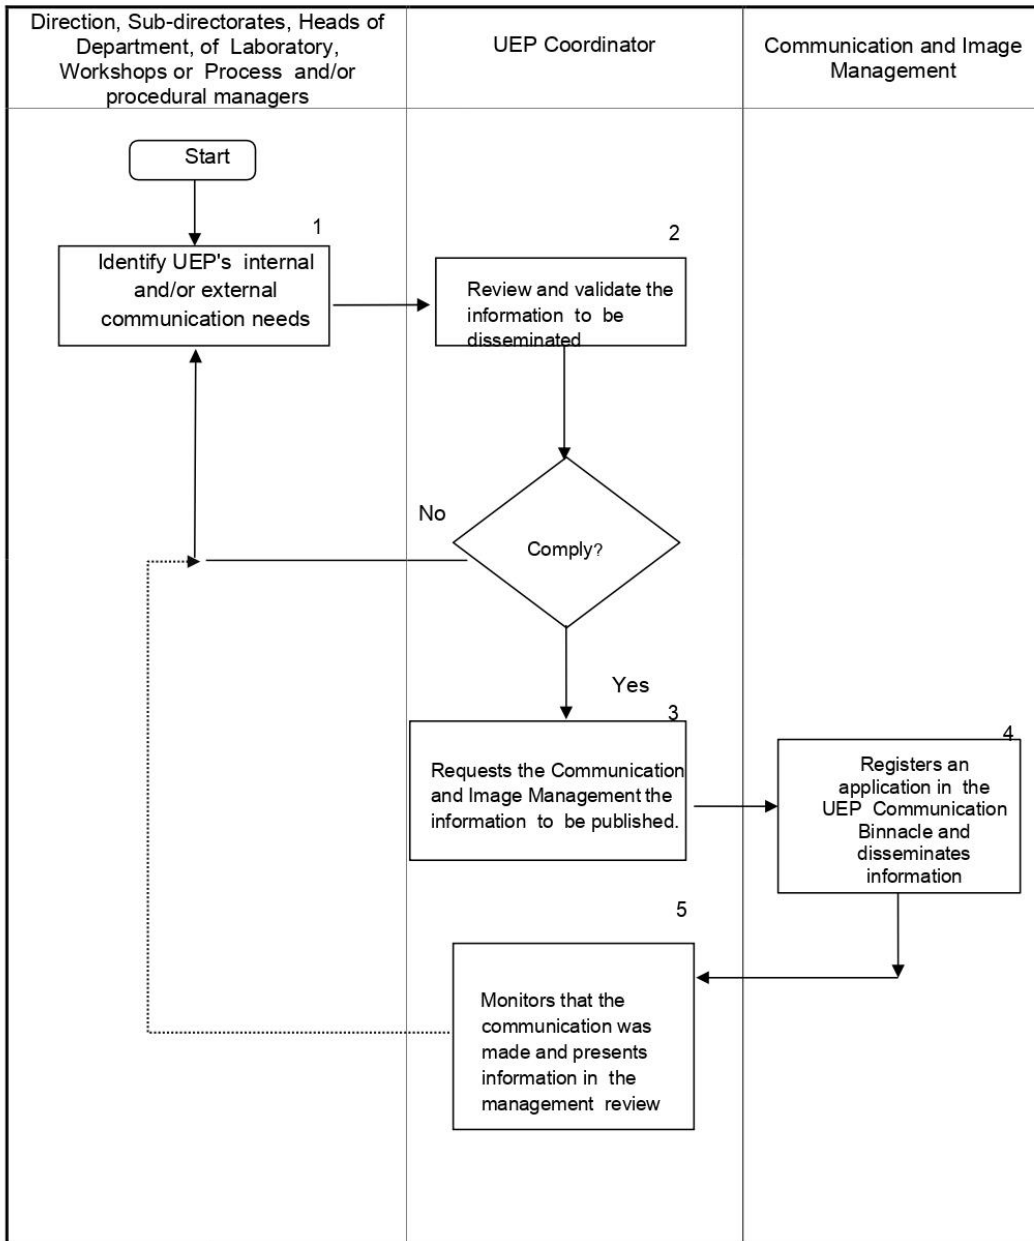 Direction, Sub-directorates, Heads of
Department, of Laboratory,
Workshops or Process and/or
procedural managers
UEP Coordinator
Communication and Image
Management
Start
1
Identify UEP's internal
and/or external
communication needs
2
Review and validate the
information to be
disseminated
No
Comply?
Yes
3
Requests the Communication
and Image Management the
information to be published.
4
Registers an
application in the
UEP Communication
Binnacle and
disseminates
information
5
Monitors that the
communication was
made and presents
information in the
management review